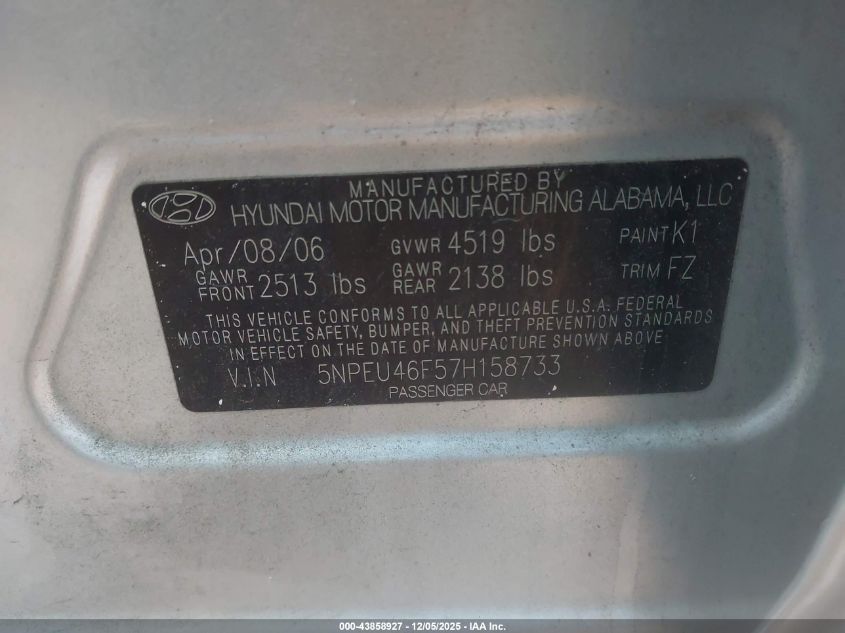 MANUFACTURED BY
HYUNDAI MOTOR MANUFACTURING ALABAMA, LLC
Apr/08/06 GVWR 4519 lbs PAINT K1
GAWR FRONT 2513 lbs GAWR REAR 2138 lbs TRIM FZ
THIS VEHICLE CONFORMS TO ALL APPLICABLE U.S.A. FEDERAL
MOTOR VEHICLE SAFETY, BUMPER, AND THEFT PREVENTION STANDARDS
IN EFFECT ON THE DATE OF MANUFACTURE SHOWN ABOVE
V.I.N 5NPEU46F57H158733
PASSENGER CAR
000-43858927 - 12/05/2025 - IAA Inc.